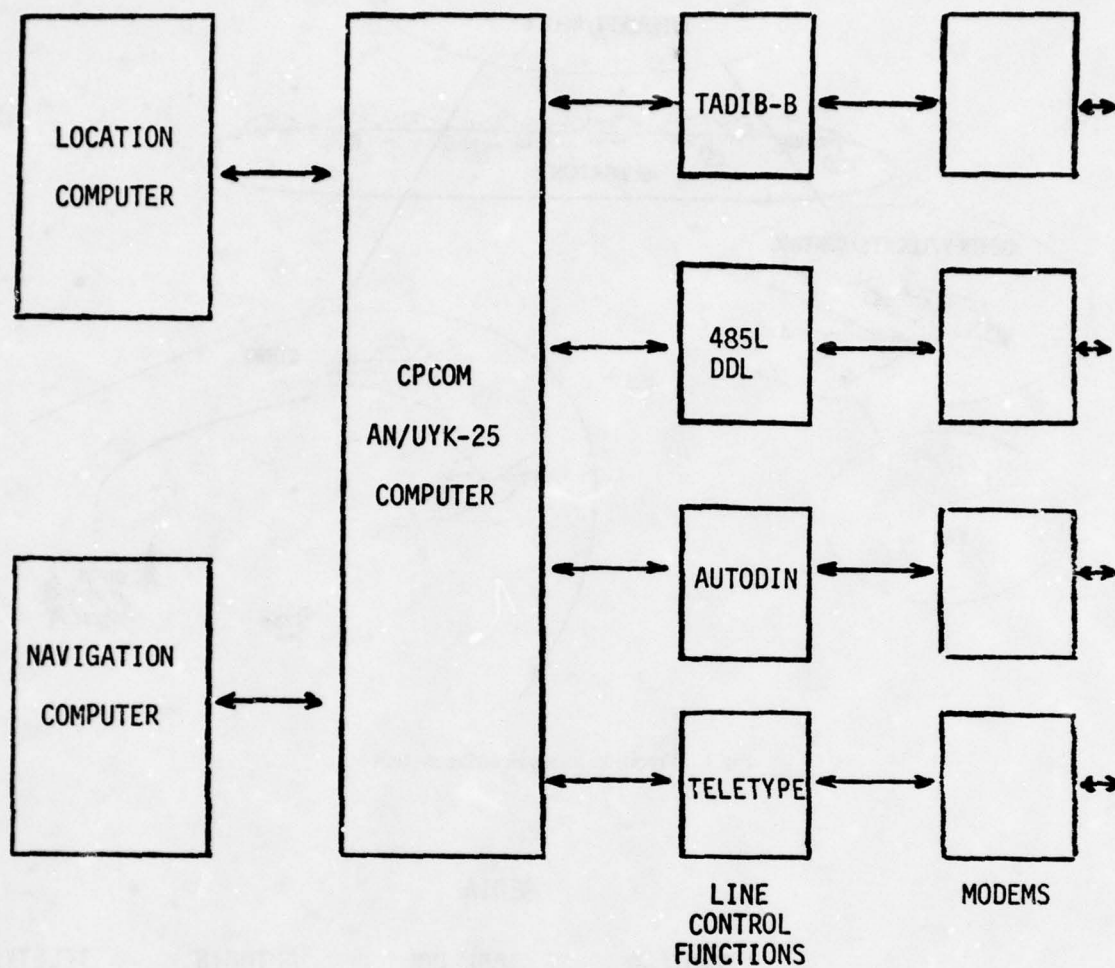 LOCATION
COMPUTER
NAVIGATION
COMPUTER
CPCOM
AN/UYK-25
COMPUTER
TADIB-B
485L
DDL
AUTODIN
TELETYPE
LINE
CONTROL
FUNCTIONS
MODEMS